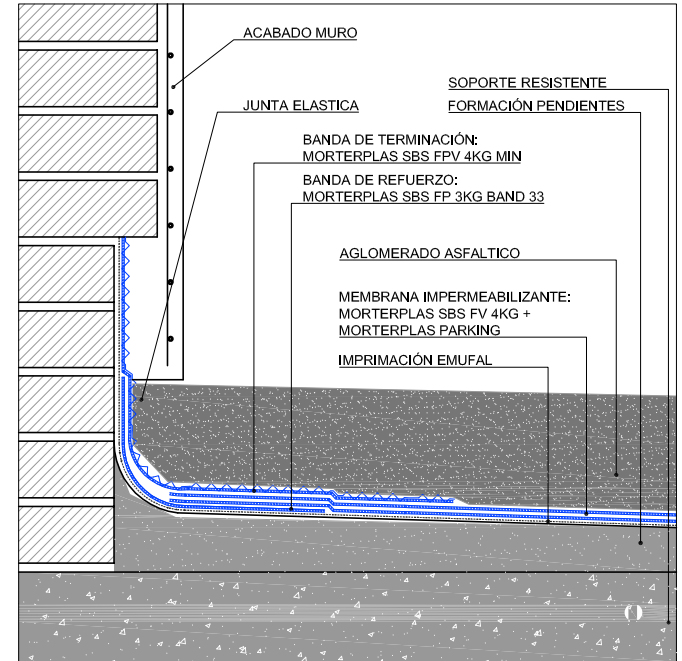 ACABADO MURO
SOPORTE RESISTENTE
JUNTA ELASTICA
FORMACIÓN PENDIENTES
BANDA DE TERMINACIÓN:
MORTERPLAS SBS FPV 4KG MIN
BANDA DE REFUERZO:
MORTERPLAS SBS FP 3KG BAND 33
AGLOMERADO ASFALTICO
MEMBRANA IMPERMEABILIZANTE:
MORTERPLAS SBS FV 4KG +
MORTERPLAS PARKING
IMPRIMACIÓN EMUFAL